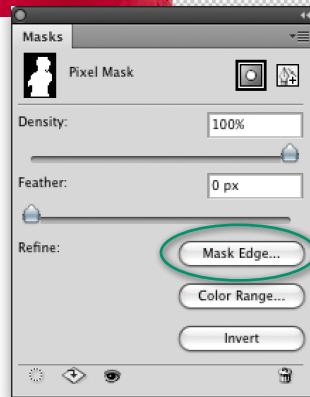 Masks
Pixel Mask
Density: 100%
Feather: 0 px
Refine: Mask Edge...
Color Range...
Invert